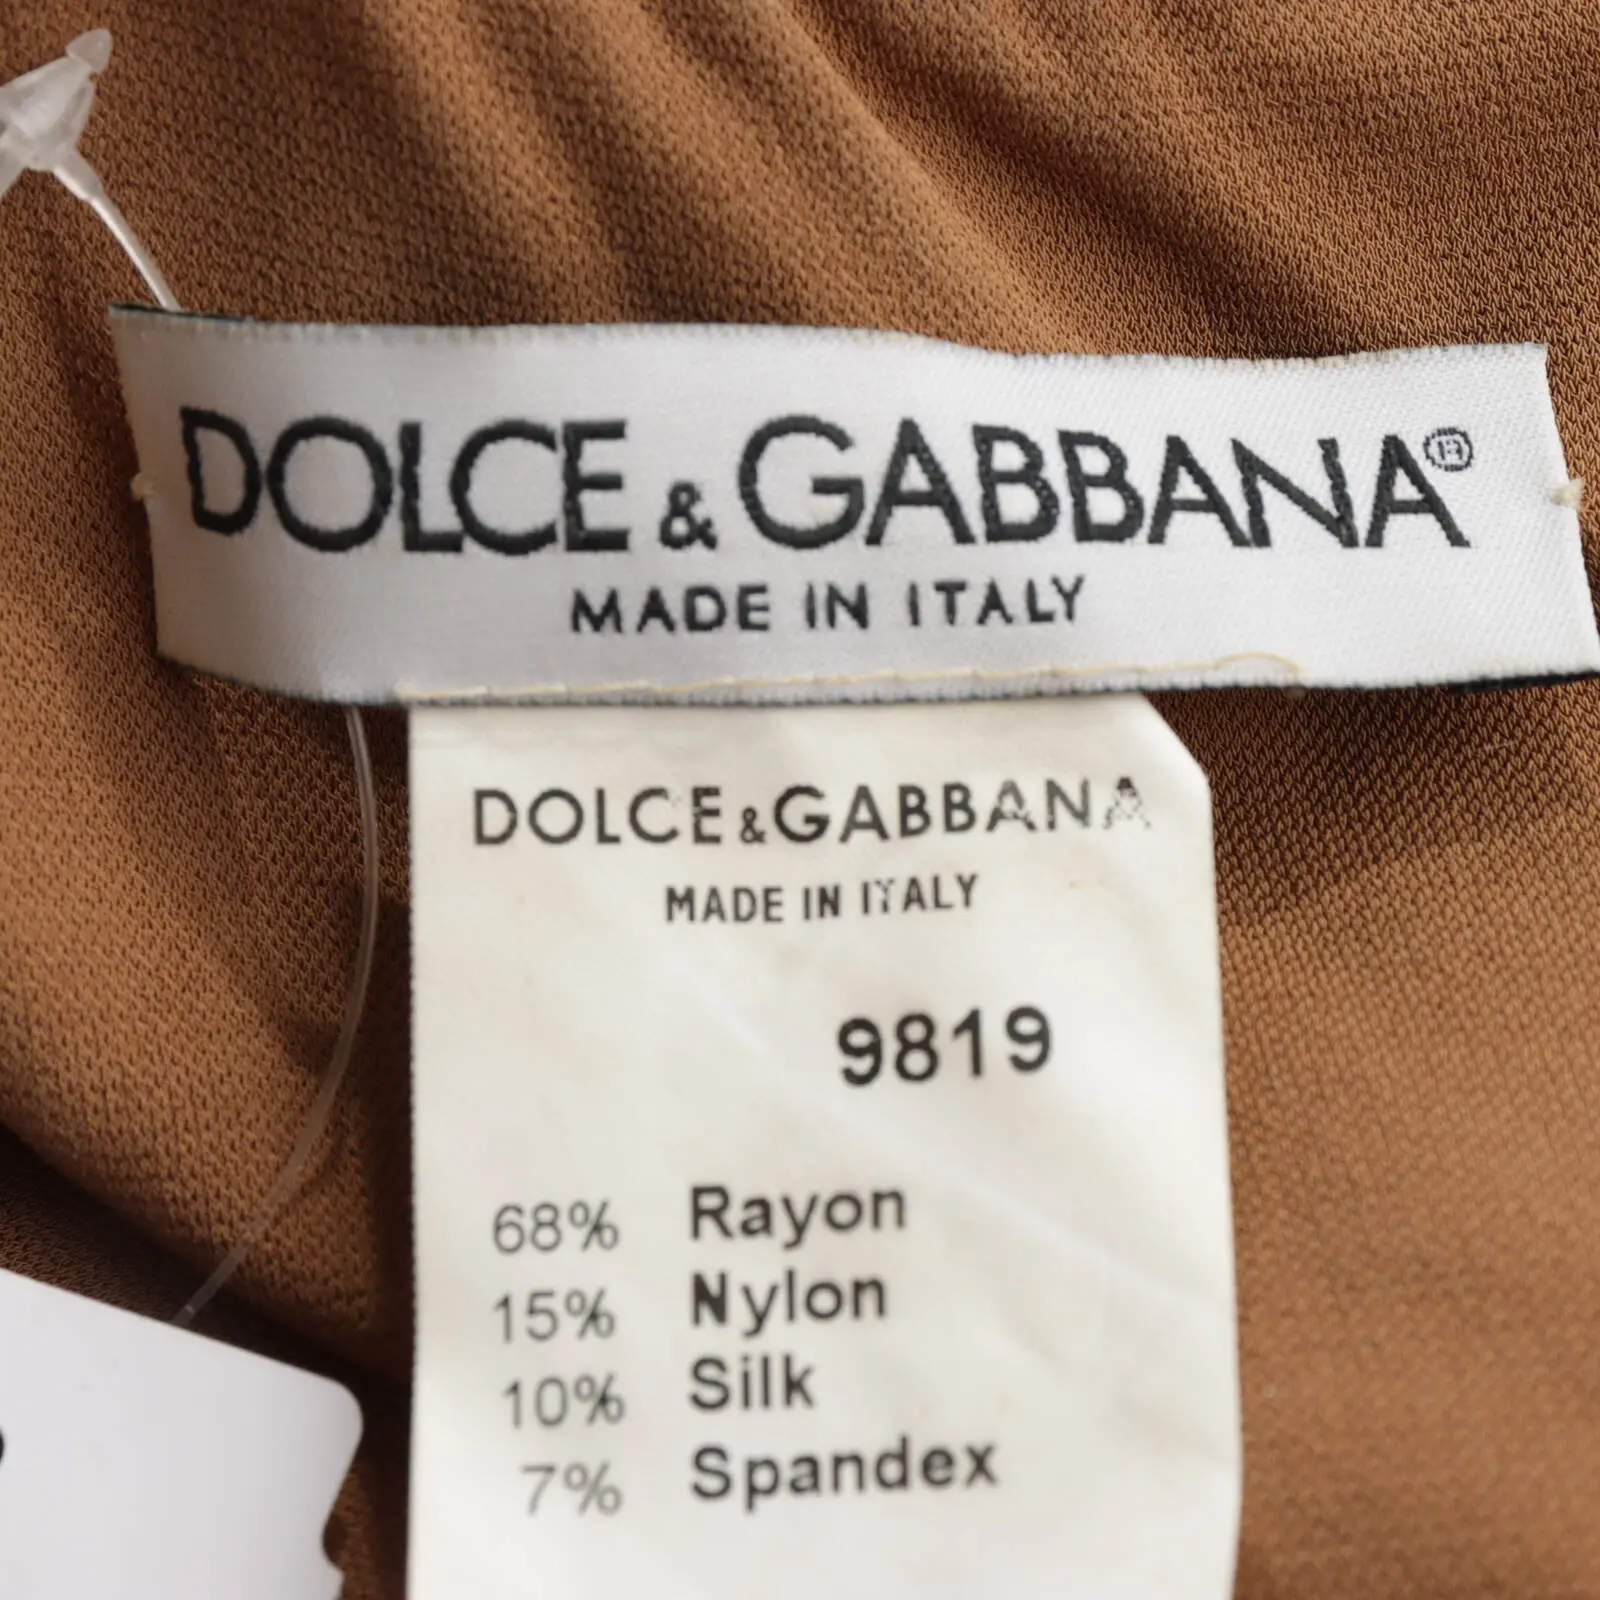 DOLCE & GABBANA®
MADE IN ITALY
DOLCE & GABBANA
MADE IN ITALY
9819
68% Rayon
15% Nylon
10% Silk
7% Spandex